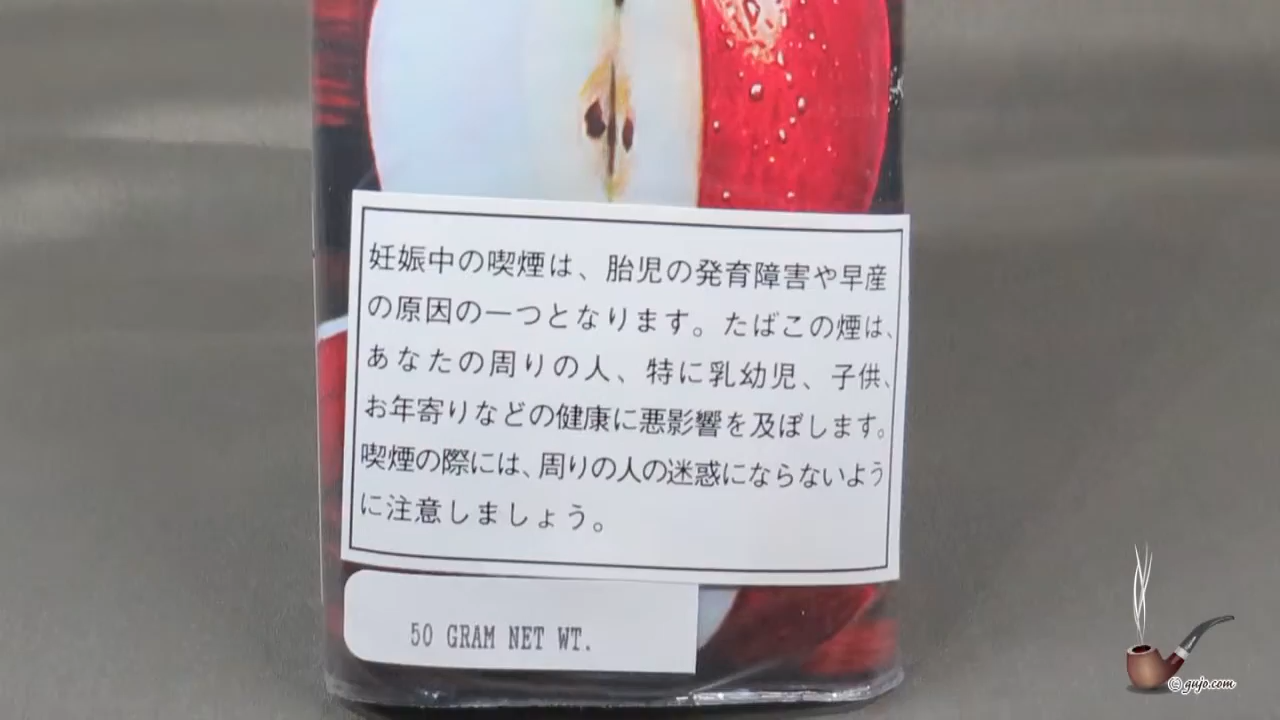 妊娠中の喫煙は、胎児の発育障害や早産
の原因の一つとなります。たばこの煙は、
あなたの周りの人、特に乳幼児、子供、
お年寄りなどの健康に悪影響を及ぼします。
喫煙の際には、周りの人の迷惑にならないよう
に注意しましょう。
50 GRAM NET WT.
© gujo.com